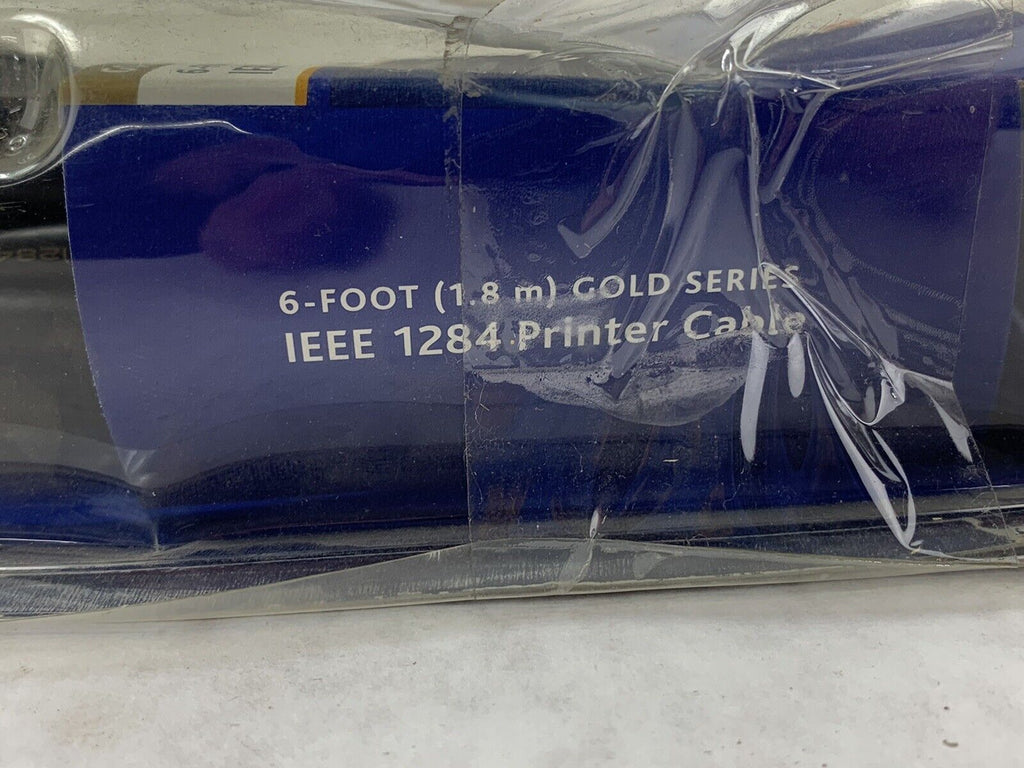 6-FOOT (1.8 m) GOLD SERIES
IEEE 1284 Printer Cable